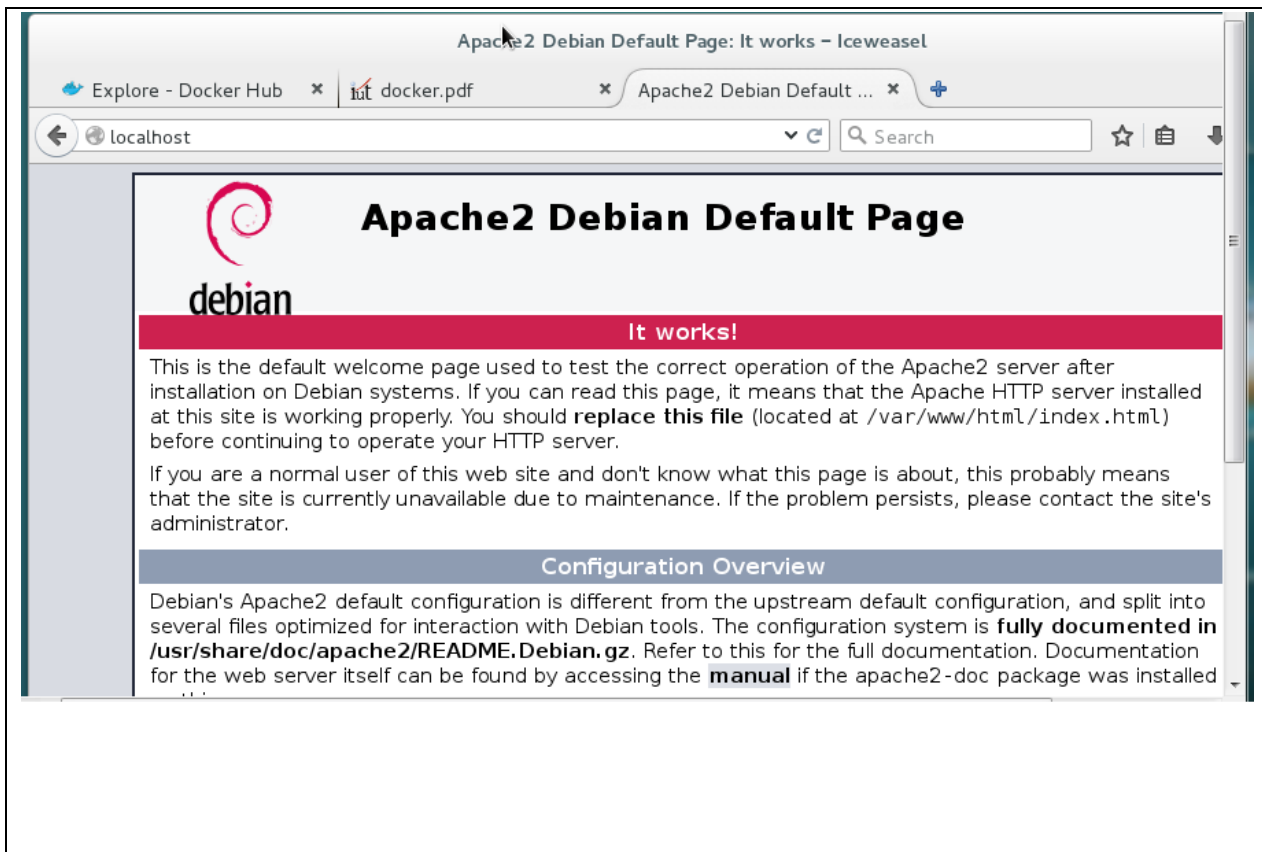 Apache2 Debian Default Page: It works – Iceweasel
Explore - Docker Hub
iut docker.pdf
Apache2 Debian Default ...
localhost
Search
Apache2 Debian Default Page
debian
It works!
This is the default welcome page used to test the correct operation of the Apache2 server after
installation on Debian systems. If you can read this page, it means that the Apache HTTP server installed
at this site is working properly. You should replace this file (located at /var/www/html/index.html)
before continuing to operate your HTTP server.
If you are a normal user of this web site and don't know what this page is about, this probably means
that the site is currently unavailable due to maintenance. If the problem persists, please contact the site's
administrator.
Configuration Overview
Debian's Apache2 default configuration is different from the upstream default configuration, and split into
several files optimized for interaction with Debian tools. The configuration system is fully documented in
/usr/share/doc/apache2/README.Debian.gz. Refer to this for the full documentation. Documentation
for the web server itself can be found by accessing the manual if the apache2-doc package was installed